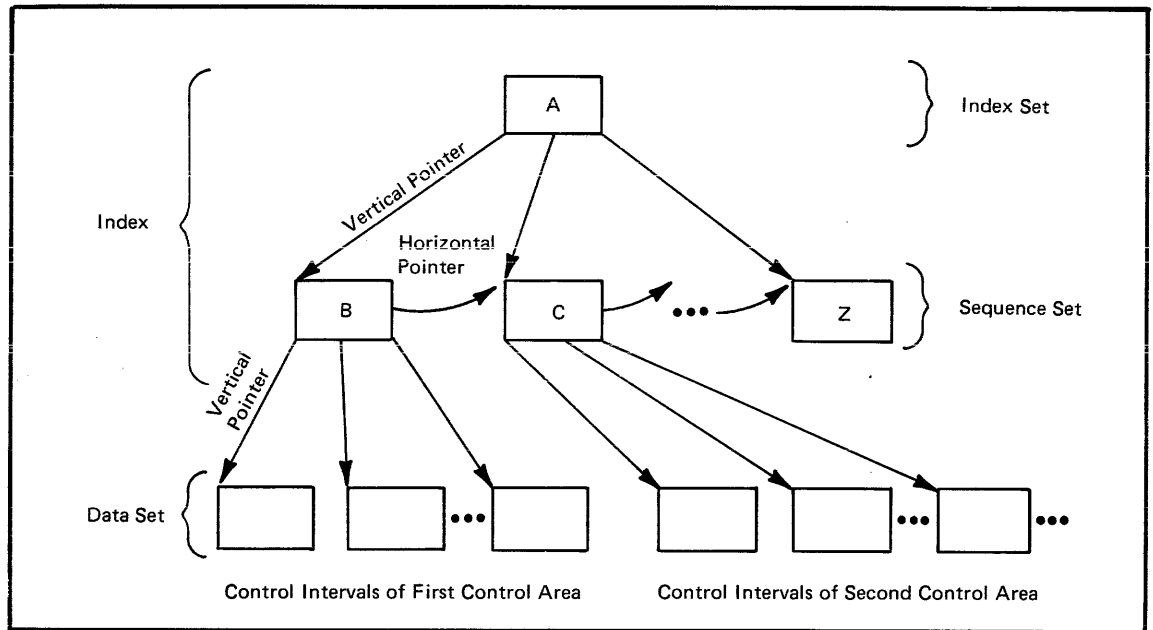 A
Index Set
Vertical Pointer
Index
Horizontal
Pointer
B
C
•••
Z
Sequence Set
Vertical
Pointer
Data Set
•••
•••
•••
Control Intervals of First Control Area
Control Intervals of Second Control Area